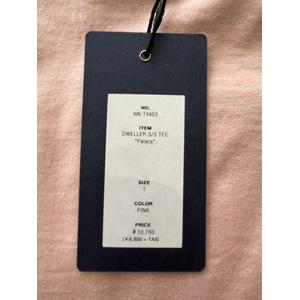 NO.
NN-T4603
ITEM
DWELLER S/S TEE
"Palace"
SIZE
1
COLOR
PINK
PRICE
¥ 10,780
(¥ 9,800 + TAX)